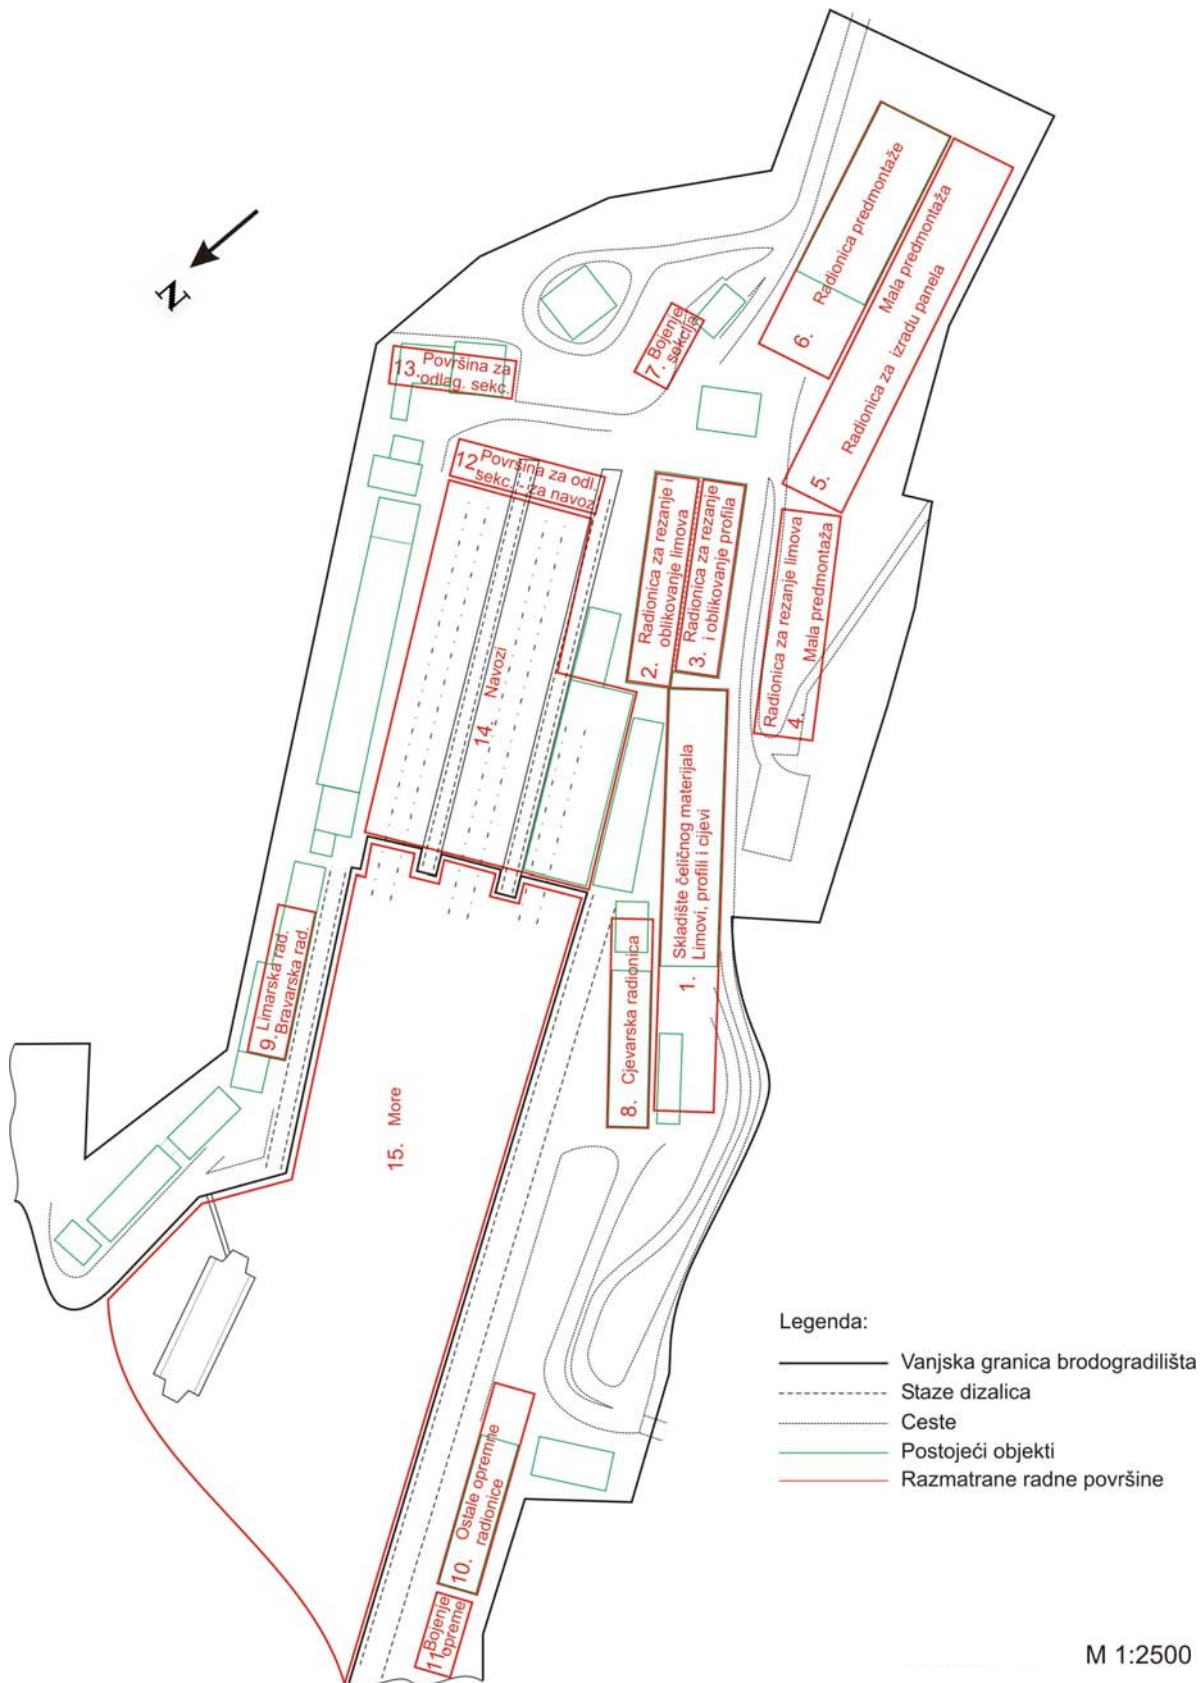 N
6. Radionica predmontaže
Mala predmontaža
5. Radionica za izradu panela
7. Bojenje
sekcija
13. Površina za
odlag. sekc.
12. Površina za odl.
sekc. - za navoz
2. Radionica za rezanje i
oblikovanje limova
3. Radionica za rezanje
i oblikovanje profila
Radionica za rezanje limova
4. Mala predmontaža
14. Navozi
1. Skladište čeličnog materijala
Limovi, profili i cijevi
8. Cjevarska radionica
9. Limarska rad.
Bravarska rad.
15. More
10. Ostale opremne
radionice
11. Bojenje
opreme
Legenda:
Vanjska granica brodogradilišta
Staze dizalica
Ceste
Postojeći objekti
Razmatrane radne površine
M 1:2500